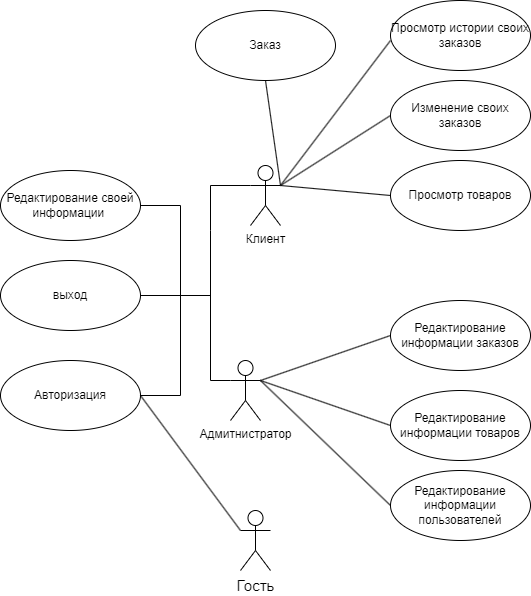 Заказ
Просмотр истории своих
заказов
Изменение своих
заказов
Просмотр товаров
Клиент
Редактирование своей
информации
выход
Авторизация
Адмитнистратор
Редактирование
информации заказов
Редактирование
информации товаров
Редактирование
информации
пользователей
Гость